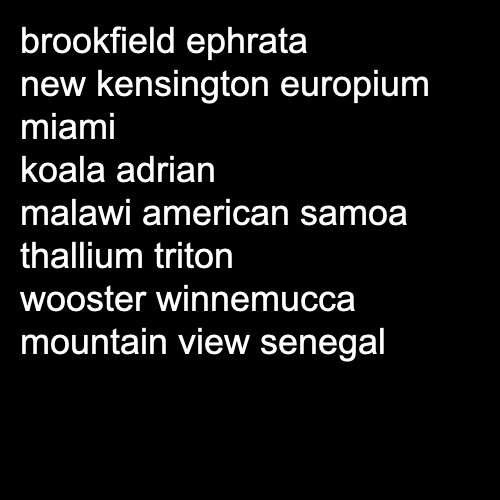 brookfield ephrata
new kensington europium
miami
koala adrian
malawi american samoa
thallium triton
wooster winnemucca
mountain view senegal